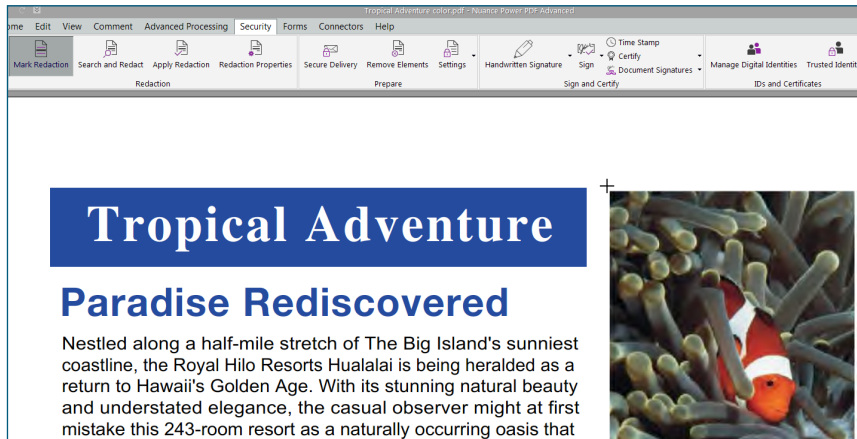 Tropical Adventure color.pdf - Nuance Power PDF Advanced
ome Edit View Comment Advanced Processing Security Forms Connectors Help
Mark Redaction Search and Redact Apply Redaction Redaction Properties Secure Delivery Remove Elements Settings Handwritten Signature Sign Time Stamp
Certify
Document Signatures
Manage Digital Identities Trusted Identit
Redaction Prepare Sign and Certify IDs and Certificates
Tropical Adventure
Paradise Rediscovered
Nestled along a half-mile stretch of The Big Island's sunniest
coastline, the Royal Hilo Resorts Hualalai is being heralded as a
return to Hawaii's Golden Age. With its stunning natural beauty
and understated elegance, the casual observer might at first
mistake this 243-room resort as a naturally occurring oasis that